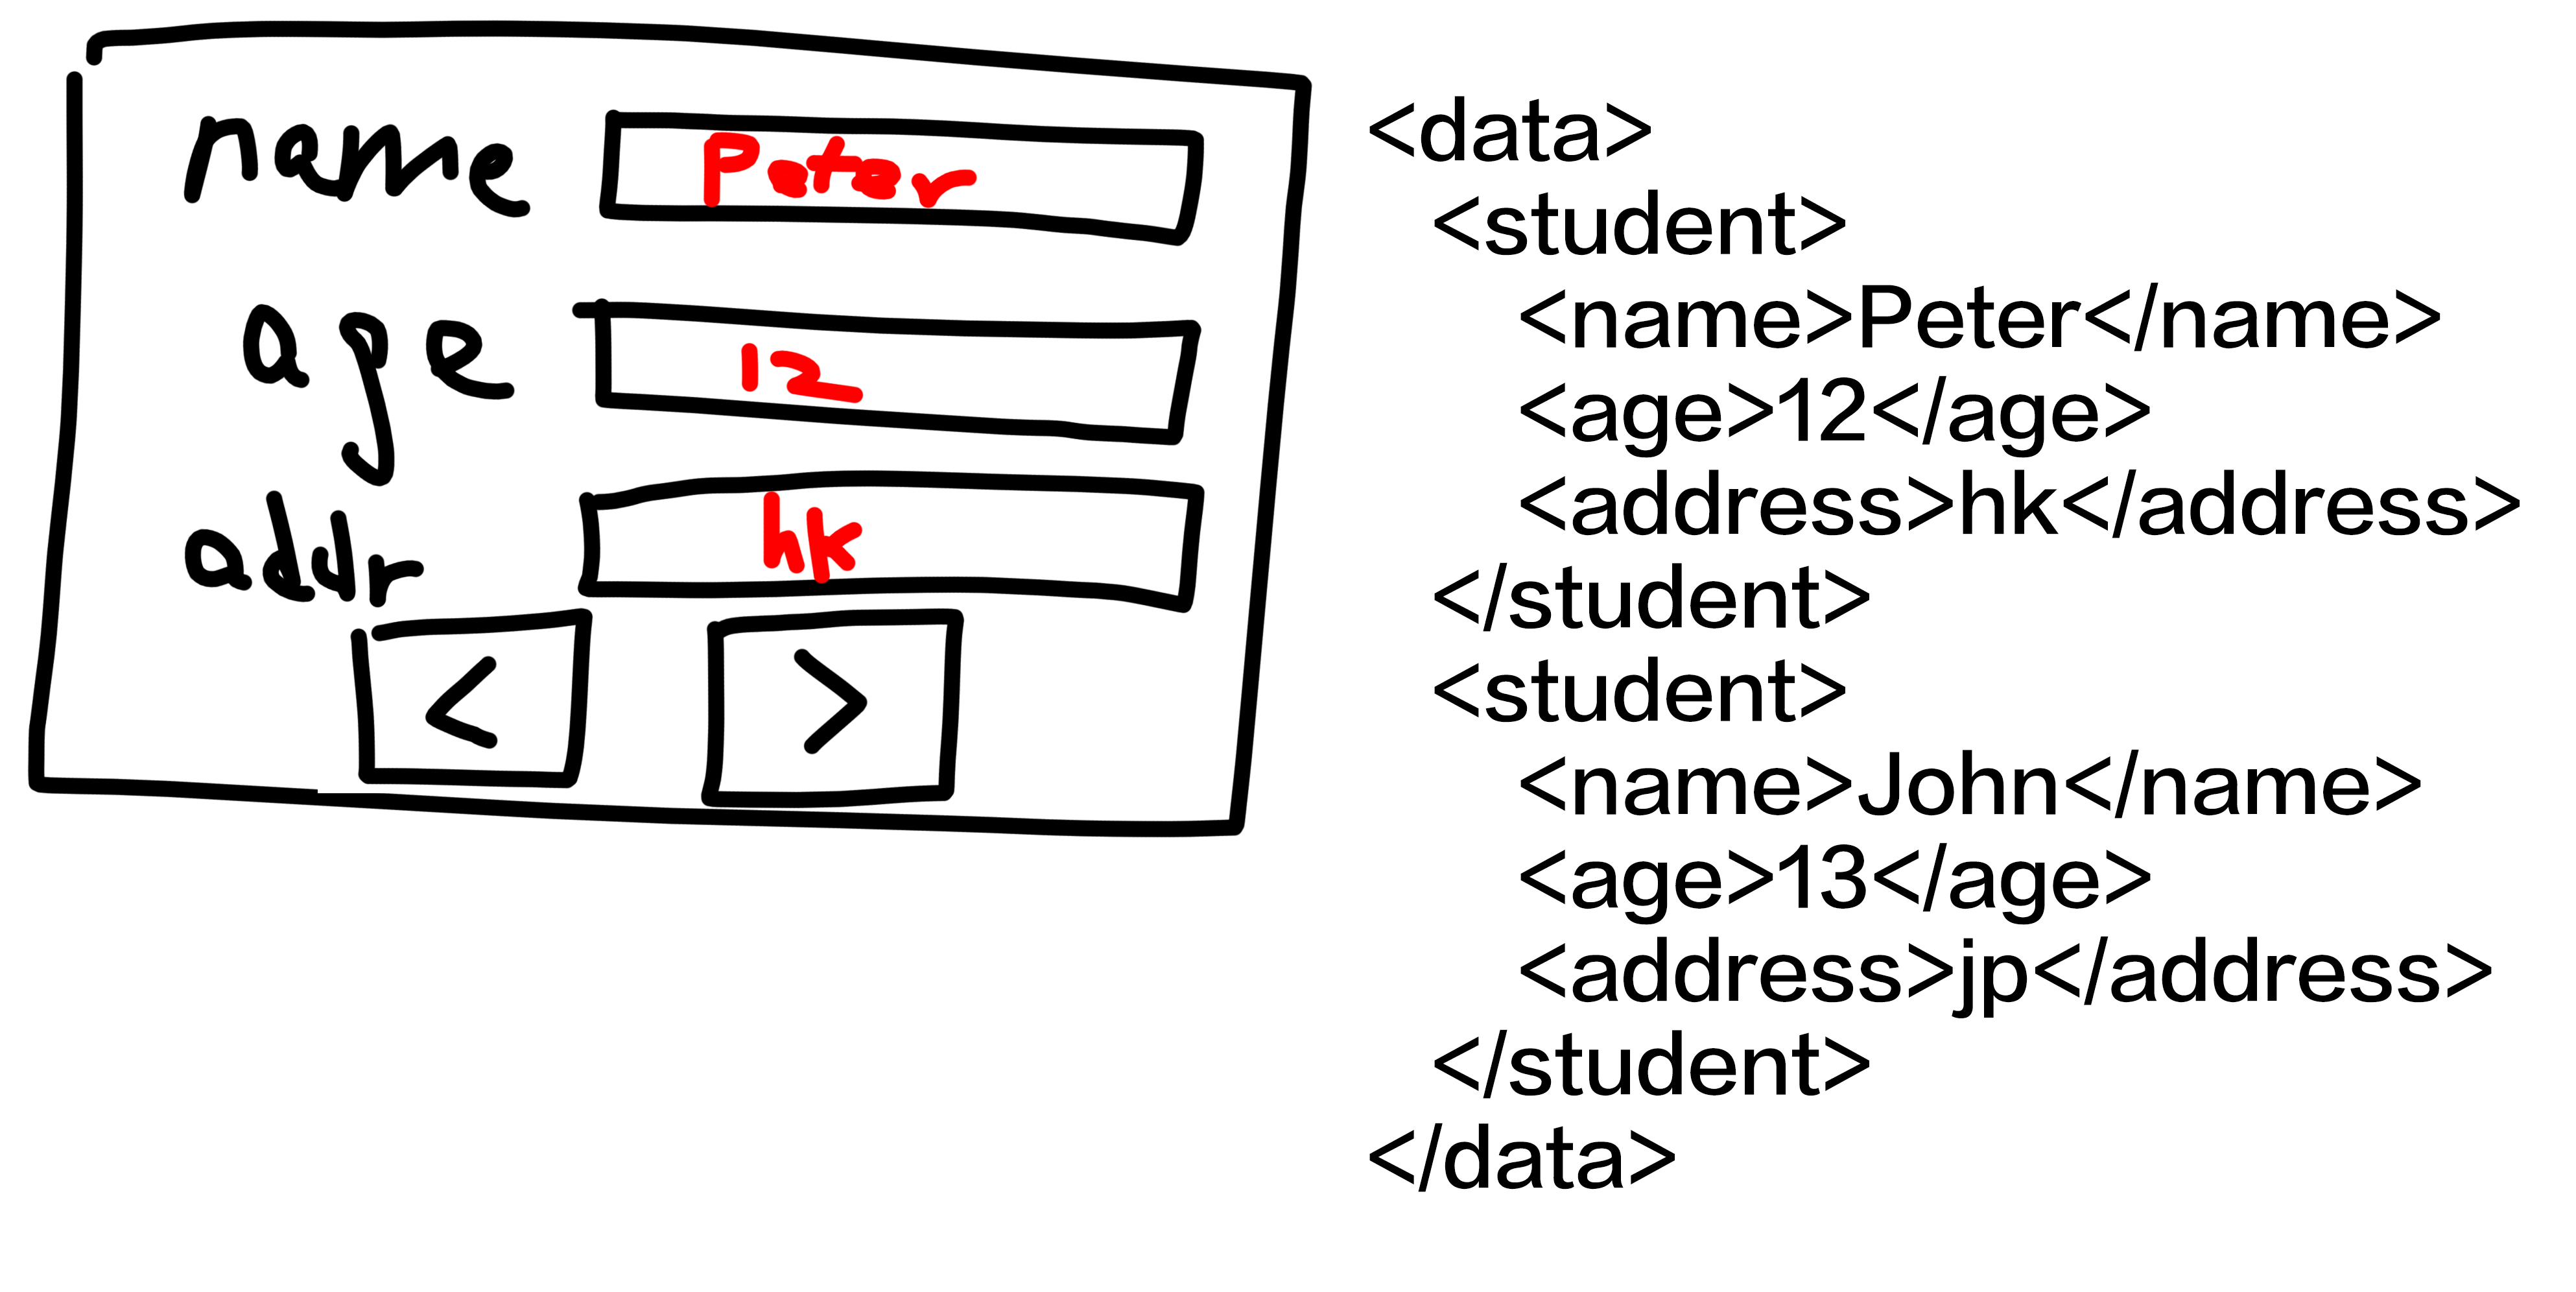 name Peter
age 12
addr hk
< >
<data>
<student>
<name>Peter</name>
<age>12</age>
<address>hk</address>
</student>
<student>
<name>John</name>
<age>13</age>
<address>jp</address>
</student>
</data>